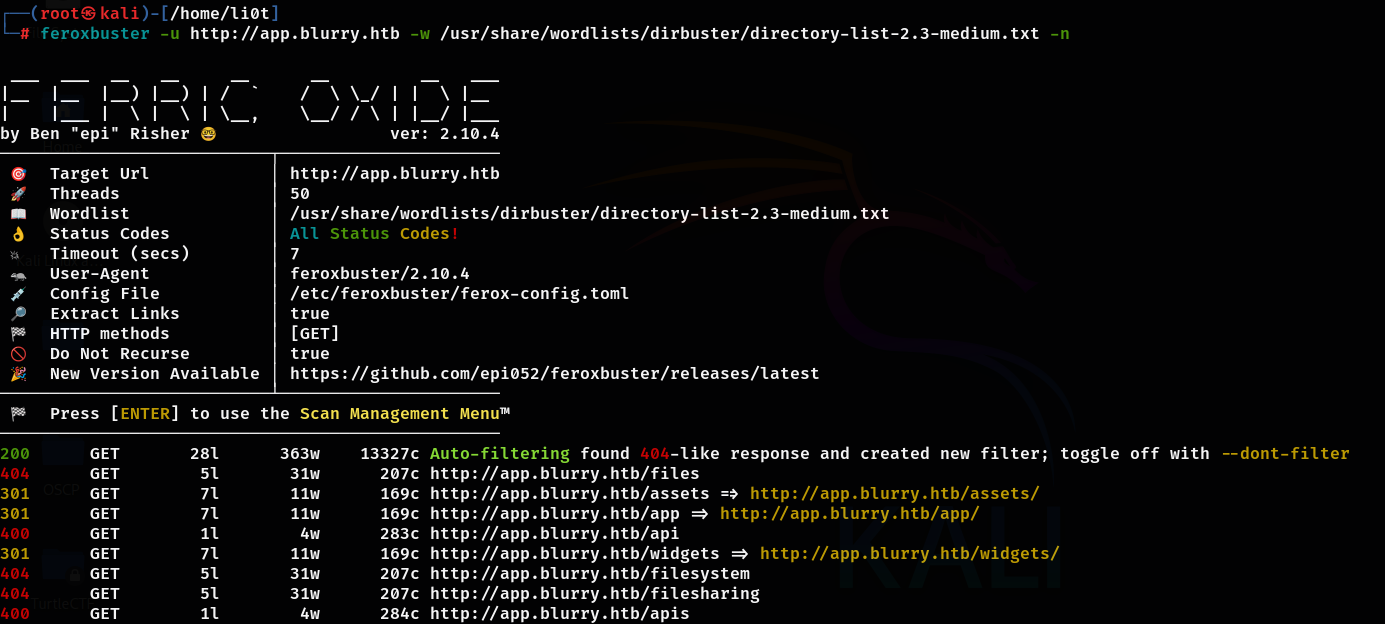 ┌──(root㉿kali)-[/home/li0t]
└─# feroxbuster -u http://app.blurry.htb -w /usr/share/wordlists/dirbuster/directory-list-2.3-medium.txt -n
FERRIC OXIDE
by Ben "epi" Risher 🤓 ver: 2.10.4
🎯 Target Url │ http://app.blurry.htb
🚀 Threads │ 50
📖 Wordlist │ /usr/share/wordlists/dirbuster/directory-list-2.3-medium.txt
👌 Status Codes │ All Status Codes!
💥 Timeout (secs) │ 7
🦡 User-Agent │ feroxbuster/2.10.4
💉 Config File │ /etc/feroxbuster/ferox-config.toml
🔎 Extract Links │ true
🏁 HTTP methods │ [GET]
🚫 Do Not Recurse │ true
🎉 New Version Available │ https://github.com/epi052/feroxbuster/releases/latest
🏁 Press [ENTER] to use the Scan Management Menu™
200 GET 28l 363w 13327c Auto-filtering found 404-like response and created new filter; toggle off with --dont-filter
404 GET 5l 31w 207c http://app.blurry.htb/files
301 GET 7l 11w 169c http://app.blurry.htb/assets => http://app.blurry.htb/assets/
301 GET 7l 11w 169c http://app.blurry.htb/app => http://app.blurry.htb/app/
400 GET 1l 4w 283c http://app.blurry.htb/api
301 GET 7l 11w 169c http://app.blurry.htb/widgets => http://app.blurry.htb/widgets/
404 GET 5l 31w 207c http://app.blurry.htb/filesystem
404 GET 5l 31w 207c http://app.blurry.htb/filesharing
400 GET 1l 4w 284c http://app.blurry.htb/apis
Home
OSCP
KALI